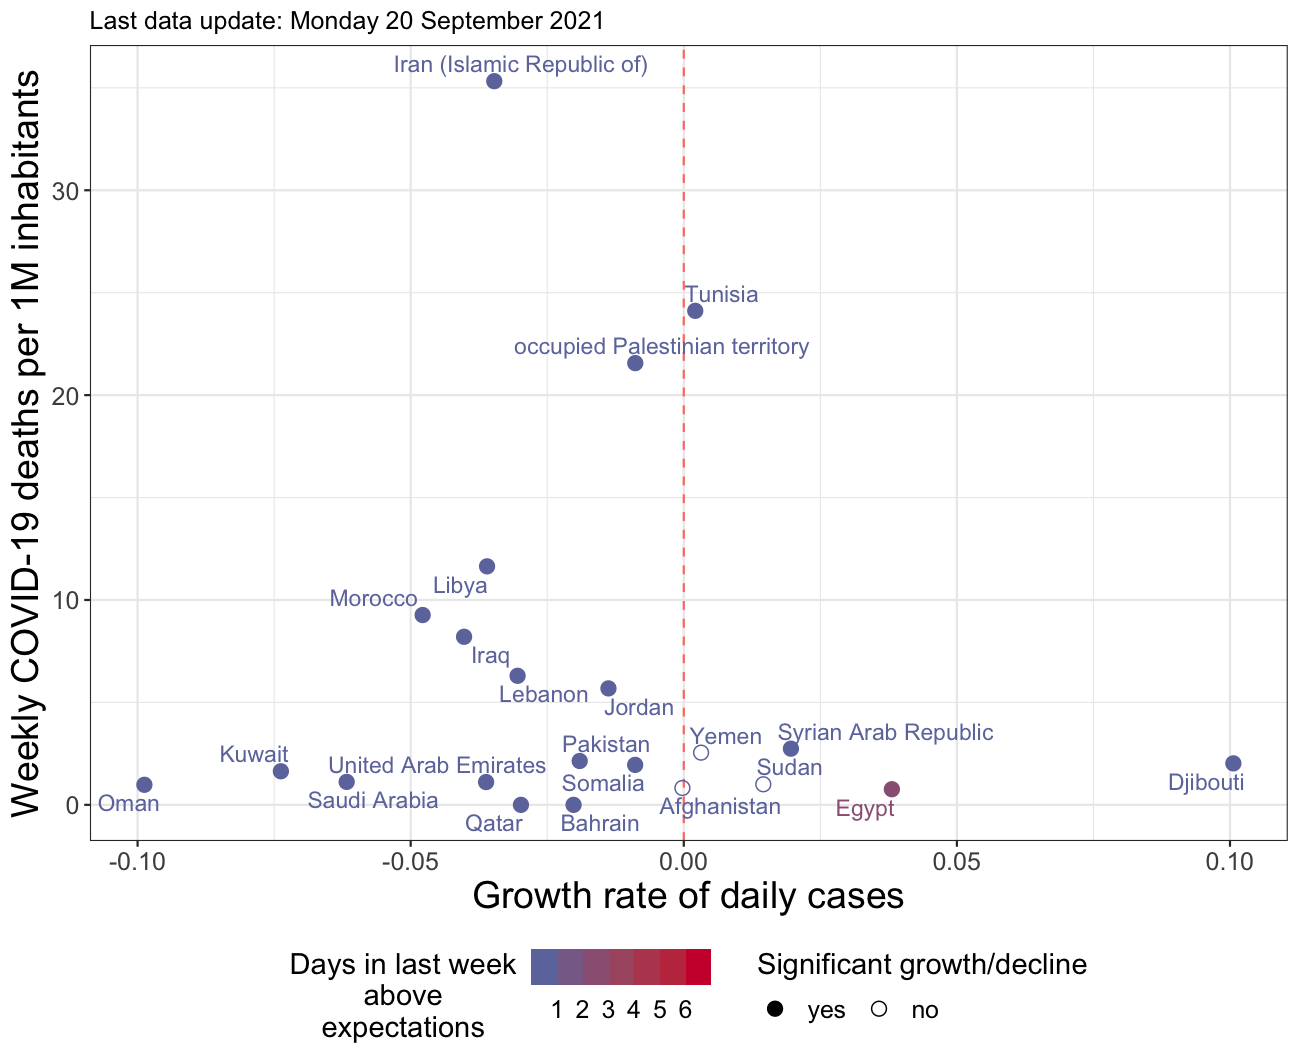 Last data update: Monday 20 September 2021
Weekly COVID-19 deaths per 1M inhabitants
30
20
10
0
Iran (Islamic Republic of)
Tunisia
occupied Palestinian territory
Libya
Morocco
Iraq
Lebanon
Jordan
Yemen
Syrian Arab Republic
Pakistan
Kuwait
United Arab Emirates
Sudan
Somalia
Djibouti
Saudi Arabia
Oman
Afghanistan
Egypt
Qatar
Bahrain
-0.10
-0.05
0.00
0.05
0.10
Growth rate of daily cases
Days in last week
above
expectations
1 2 3 4 5 6
Significant growth/decline
yes
no